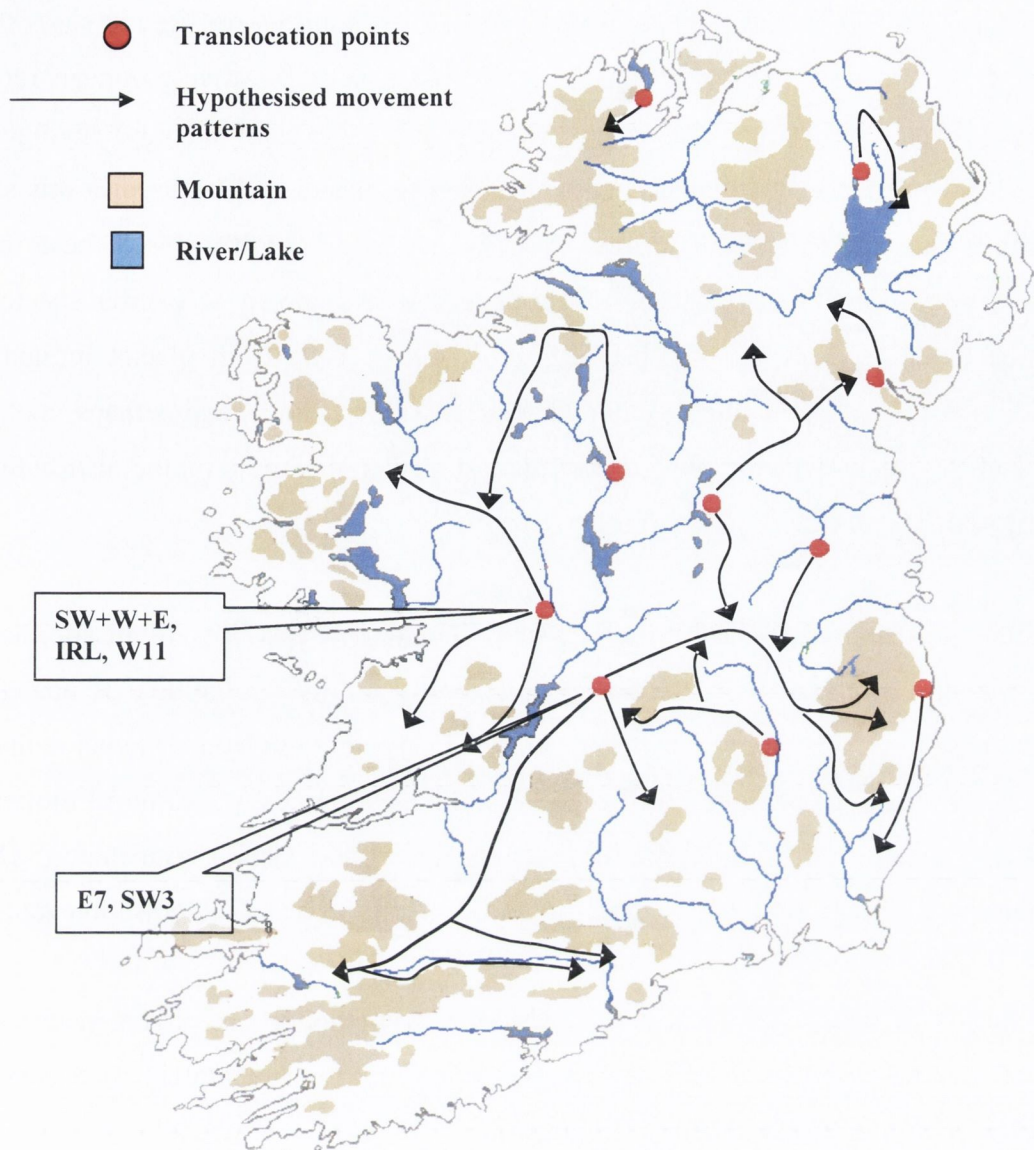 Translocation points
Hypothesised movement
patterns
Mountain
River/Lake
SW+W+E,
IRL, W11
E7, SW3